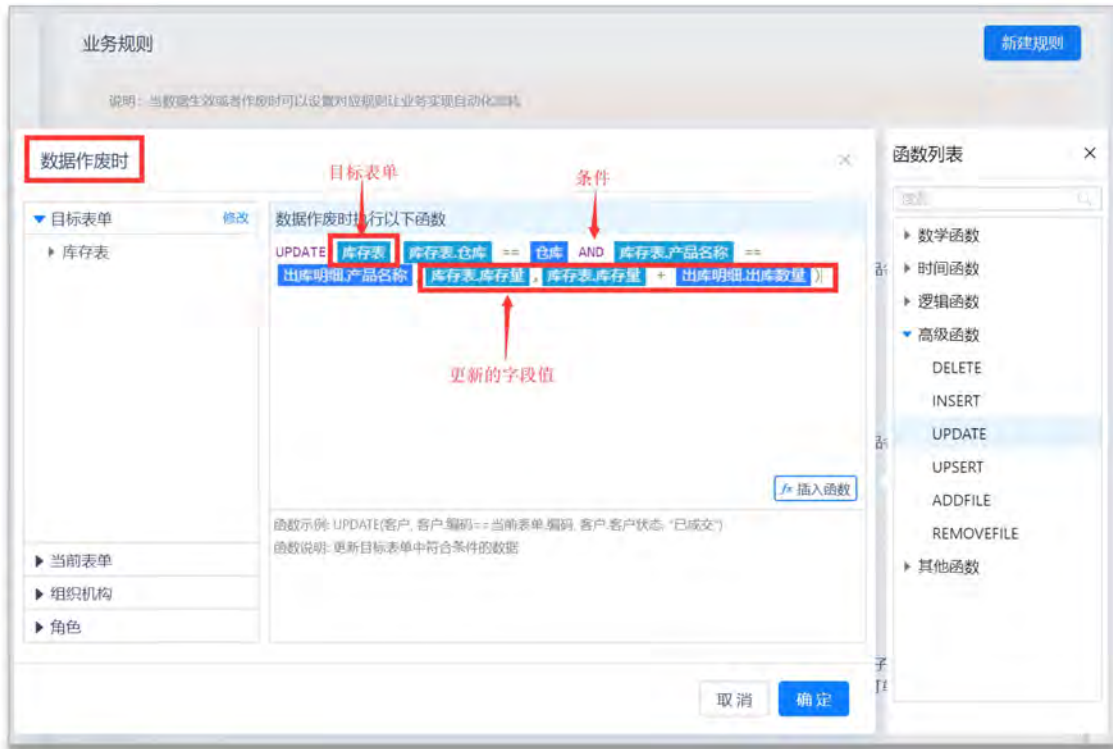 业务规则
新建规则
说明：当数据生效或者作废时可以设置对应规则让业务实现自动化流转
数据作废时
函数列表
目标表单
条件
目标表单 修改
数据作废时执行以下函数
库存表
UPDATE( 库存表 , 库存表.仓库 == 仓库 AND 库存表.产品名称 ==
出库明细.产品名称 , 库存表.库存量 , 库存表.库存量 + 出库明细.出库数量 )
更新的字段值
数学函数
时间函数
逻辑函数
高级函数
DELETE
INSERT
UPDATE
UPSERT
ADDFILE
REMOVEFILE
其他函数
fx 插入函数
函数示例: UPDATE(客户, 客户.编码==当前表单.编码, 客户.客户状态, "已成交")
函数说明: 更新目标表单中符合条件的数据
当前表单
组织机构
角色
取消
确定